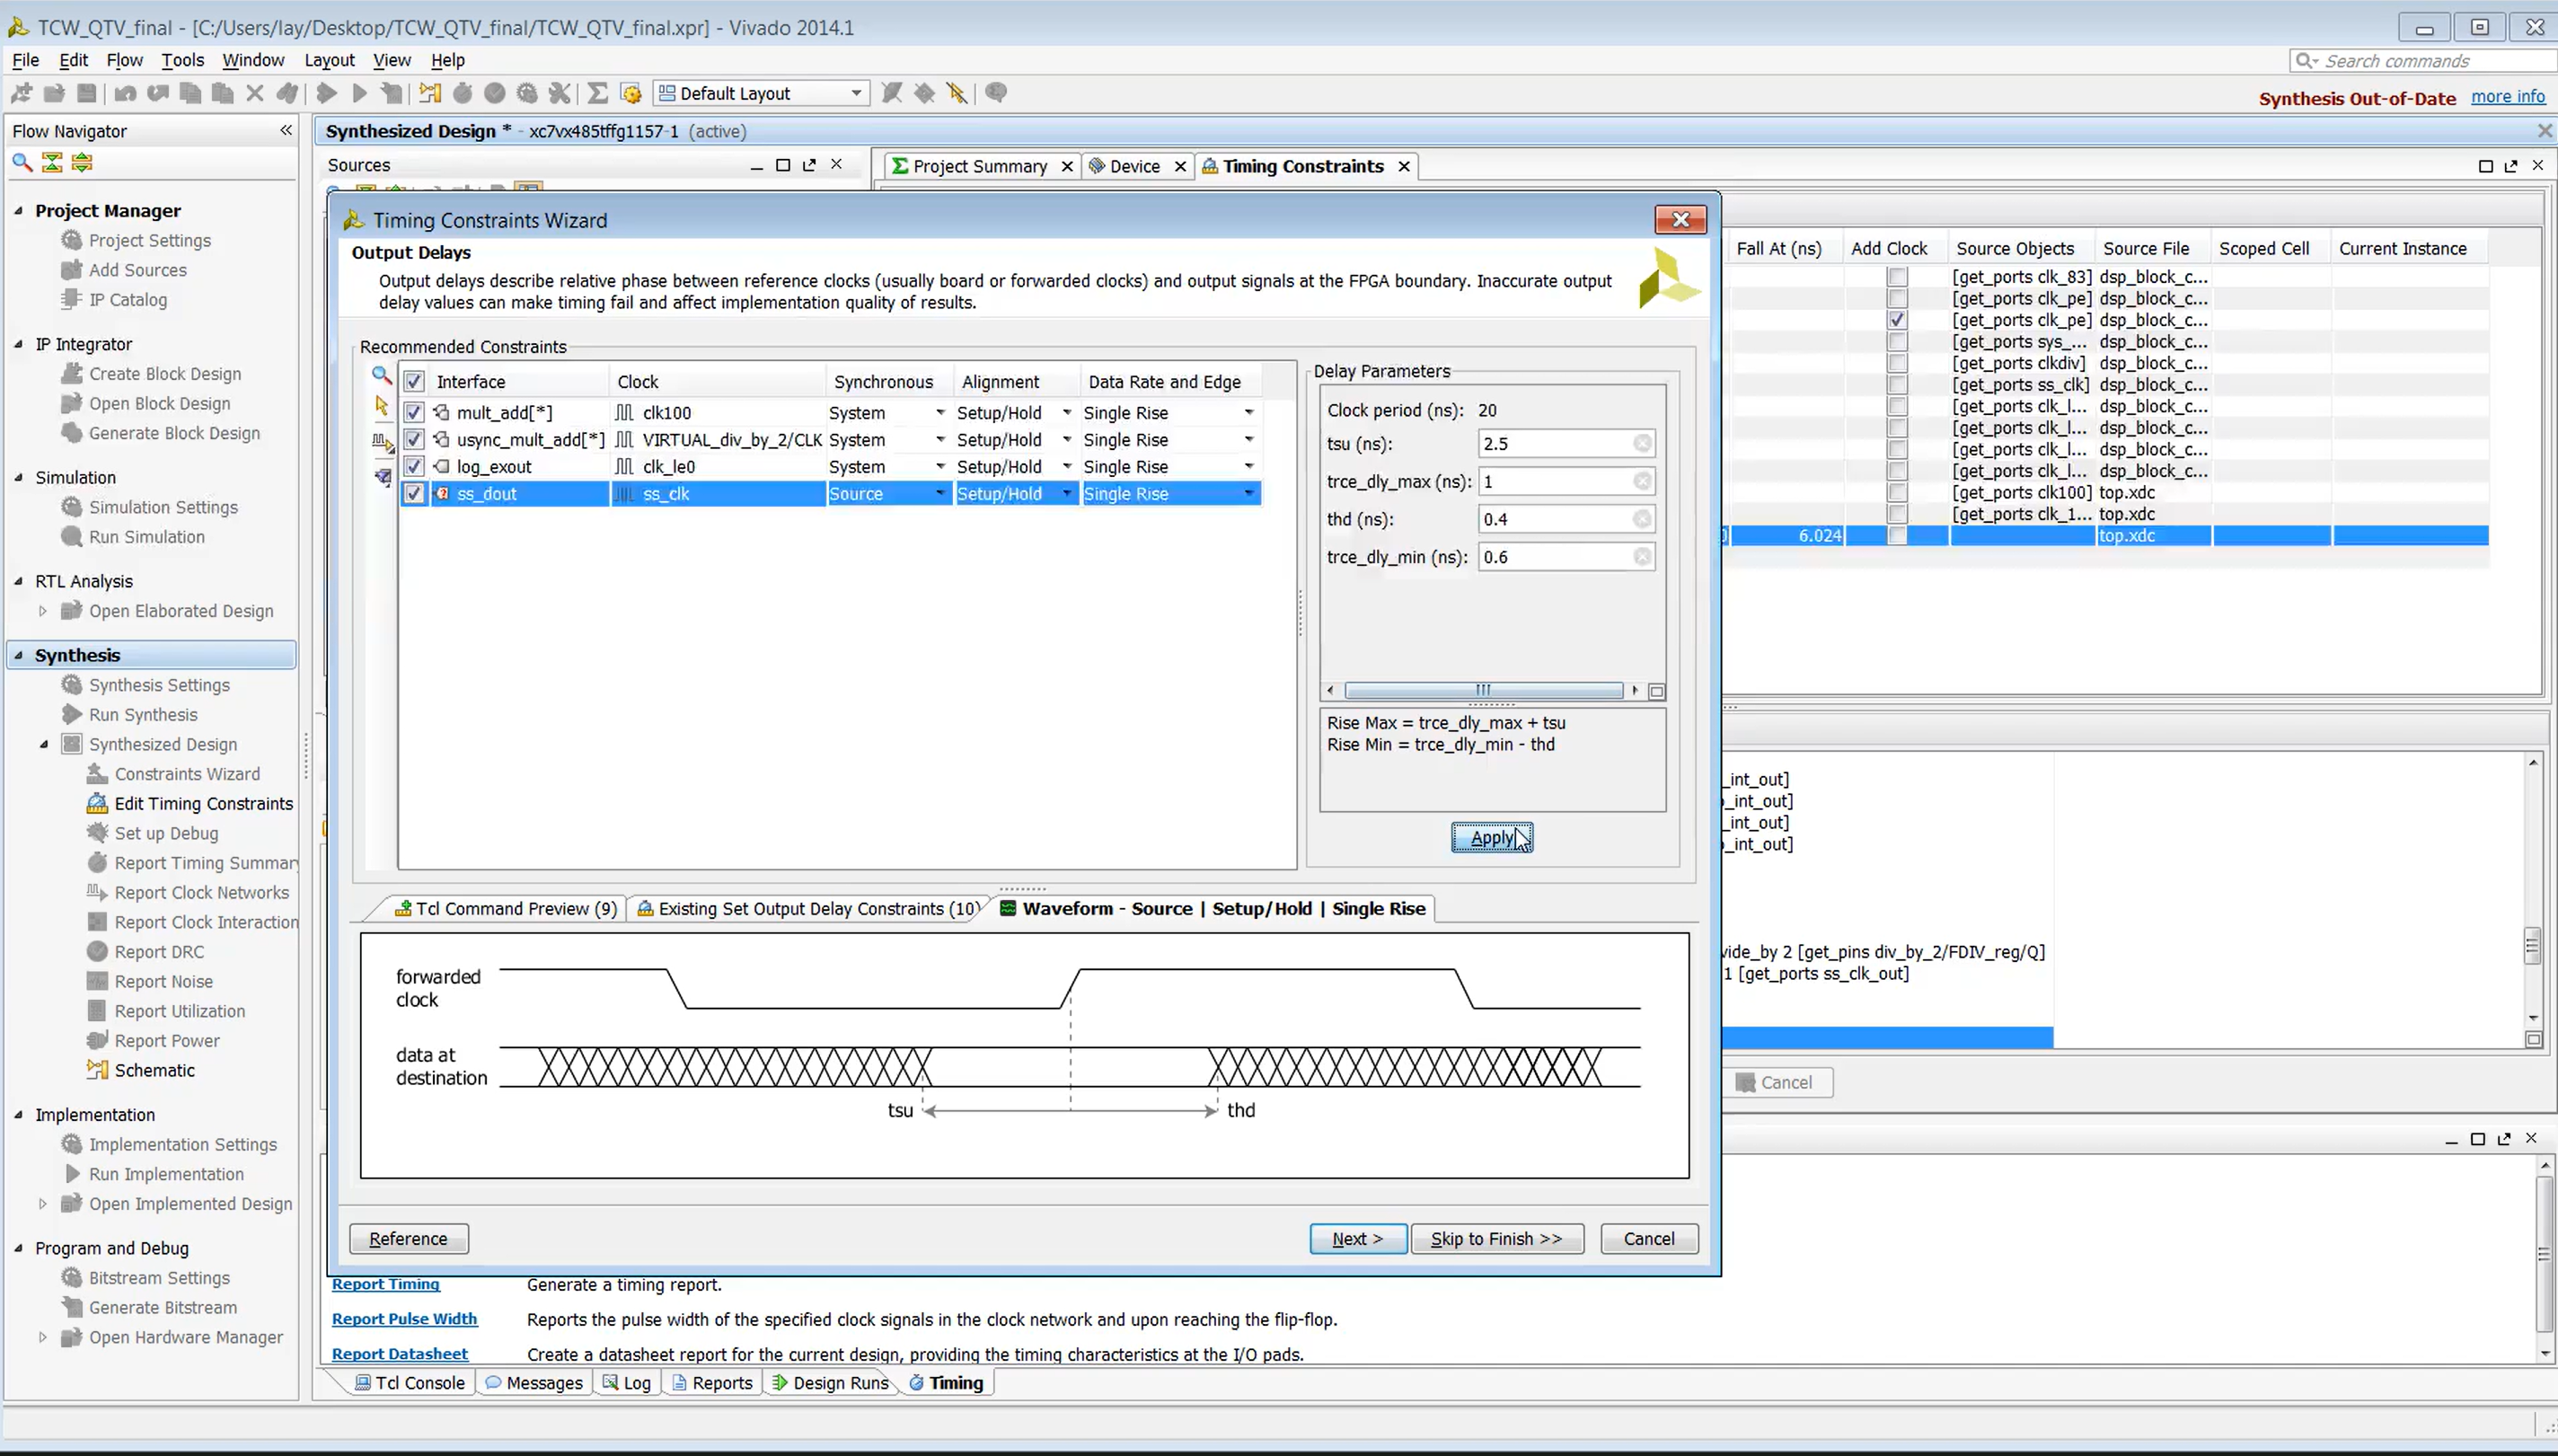 TCW_QTV_final - [C:/Users/lay/Desktop/TCW_QTV_final/TCW_QTV_final.xpr] - Vivado 2014.1
File Edit Flow Tools Window Layout View Help
Search commands
Default Layout
Synthesis Out-of-Date more info
Flow Navigator
Project Manager
Project Settings
Add Sources
IP Catalog
IP Integrator
Create Block Design
Open Block Design
Generate Block Design
Simulation
Simulation Settings
Run Simulation
RTL Analysis
Open Elaborated Design
Synthesis
Synthesis Settings
Run Synthesis
Synthesized Design
Constraints Wizard
Edit Timing Constraints
Set up Debug
Report Timing Summar
Report Clock Networks
Report Clock Interaction
Report DRC
Report Noise
Report Utilization
Report Power
Schematic
Implementation
Implementation Settings
Run Implementation
Open Implemented Design
Program and Debug
Bitstream Settings
Generate Bitstream
Open Hardware Manager
Synthesized Design * - xc7vx485tffg1157-1 (active)
Sources
Project Summary Device Timing Constraints
Timing Constraints Wizard
Output Delays
Output delays describe relative phase between reference clocks (usually board or forwarded clocks) and output signals at the FPGA boundary. Inaccurate output
delay values can make timing fail and affect implementation quality of results.
Recommended Constraints
Interface Clock Synchronous Alignment Data Rate and Edge
mult_add[*] clk100 System Setup/Hold Single Rise
usync_mult_add[*] VIRTUAL_div_by_2/CLK System Setup/Hold Single Rise
log_exout clk_le0 System Setup/Hold Single Rise
ss_dout ss_clk Source Setup/Hold Single Rise
Delay Parameters
Clock period (ns): 20
tsu (ns): 2.5
trce_dly_max (ns): 1
thd (ns): 0.4
trce_dly_min (ns): 0.6
Rise Max = trce_dly_max + tsu
Rise Min = trce_dly_min - thd
Apply
Tcl Command Preview (9) Existing Set Output Delay Constraints (10) Waveform - Source | Setup/Hold | Single Rise
forwarded
clock
data at
destination
tsu thd
Reference Next > Skip to Finish >> Cancel
Fall At (ns) Add Clock Source Objects Source File Scoped Cell Current Instance
[get_ports clk_83] dsp_block_c...
[get_ports clk_pe] dsp_block_c...
[get_ports clk_pe] dsp_block_c...
[get_ports sys_... dsp_block_c...
[get_ports clkdiv] dsp_block_c...
[get_ports ss_clk] dsp_block_c...
[get_ports clk_l... dsp_block_c...
[get_ports clk_l... dsp_block_c...
[get_ports clk_l... dsp_block_c...
[get_ports clk_l... dsp_block_c...
[get_ports clk100] top.xdc
[get_ports clk_1... top.xdc
6.024 top.xdc
_int_out]
_int_out]
_int_out]
_int_out]
vide_by 2 [get_pins div_by_2/FDIV_reg/Q]
1 [get_ports ss_clk_out]
Cancel
Report Timing Generate a timing report.
Report Pulse Width Reports the pulse width of the specified clock signals in the clock network and upon reaching the flip-flop.
Report Datasheet Create a datasheet report for the current design, providing the timing characteristics at the I/O pads.
Tcl Console Messages Log Reports Design Runs Timing